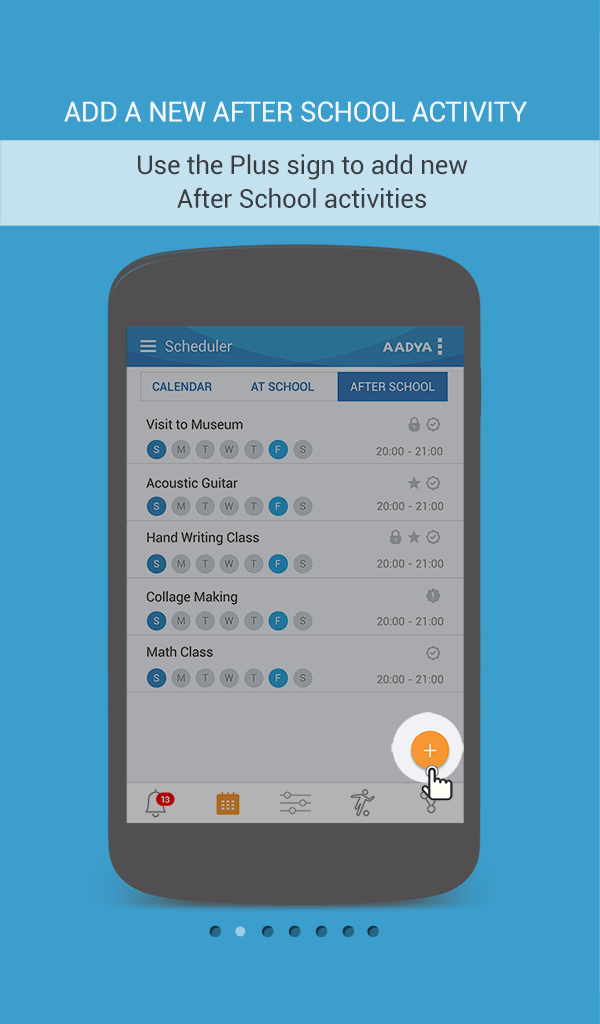 ADD A NEW AFTER SCHOOL ACTIVITY
Use the Plus sign to add new
After School activities
Scheduler AADYA
CALENDAR AT SCHOOL AFTER SCHOOL
Visit to Museum
S M T W T F S 20:00 - 21:00
Acoustic Guitar
S M T W T F S 20:00 - 21:00
Hand Writing Class
S M T W T F S 20:00 - 21:00
Collage Making
S M T W T F S 20:00 - 21:00
Math Class
S M T W T F S 20:00 - 21:00
+
13